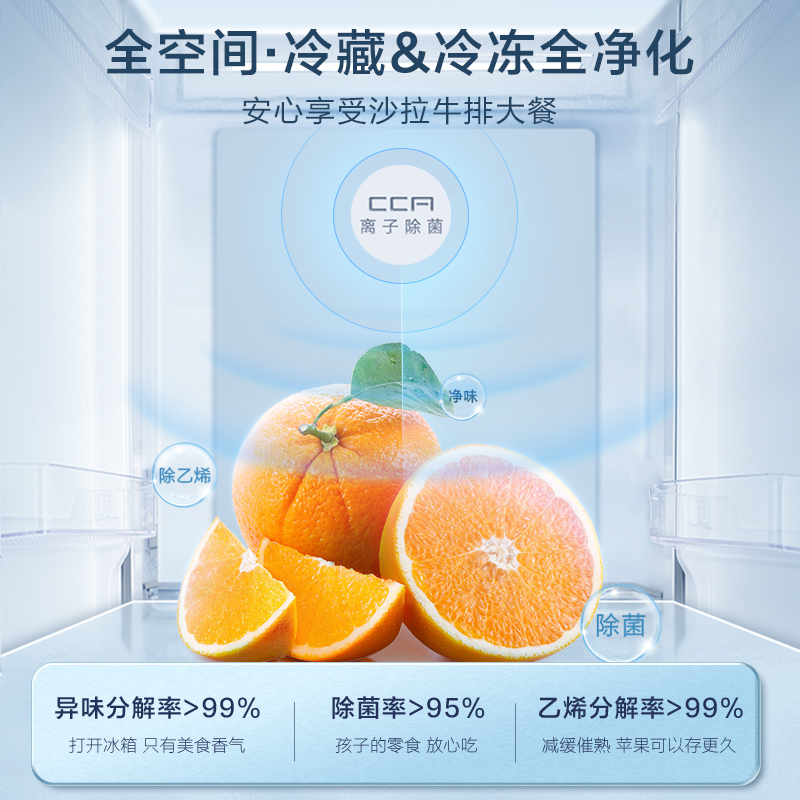 全空间·冷藏&冷冻全净化
安心享受沙拉牛排大餐
CCA
离子除菌
净味
除乙烯
除菌
异味分解率>99%
打开冰箱 只有美食香气
除菌率>95%
孩子的零食 放心吃
乙烯分解率>99%
减缓催熟 苹果可以存更久